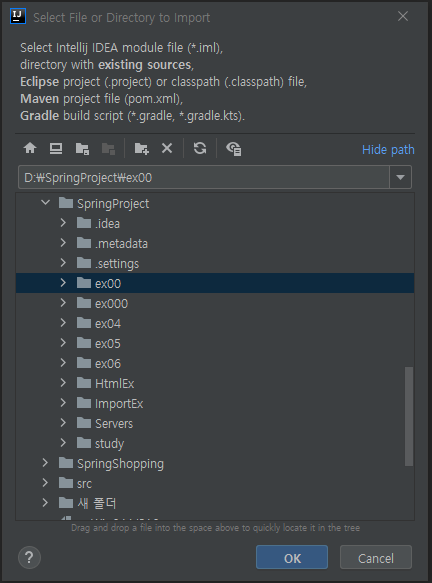 Select File or Directory to Import
Select Intellij IDEA module file (*.iml),
directory with existing sources,
Eclipse project (.project) or classpath (.classpath) file,
Maven project file (pom.xml),
Gradle build script (*.gradle, *.gradle.kts).
Hide path
D:₩SpringProject₩ex00
SpringProject
.idea
.metadata
.settings
ex00
ex000
ex04
ex05
ex06
HtmlEx
ImportEx
Servers
study
SpringShopping
src
새 폴더
Drag and drop a file into the space above to quickly locate it in the tree
?
OK
Cancel